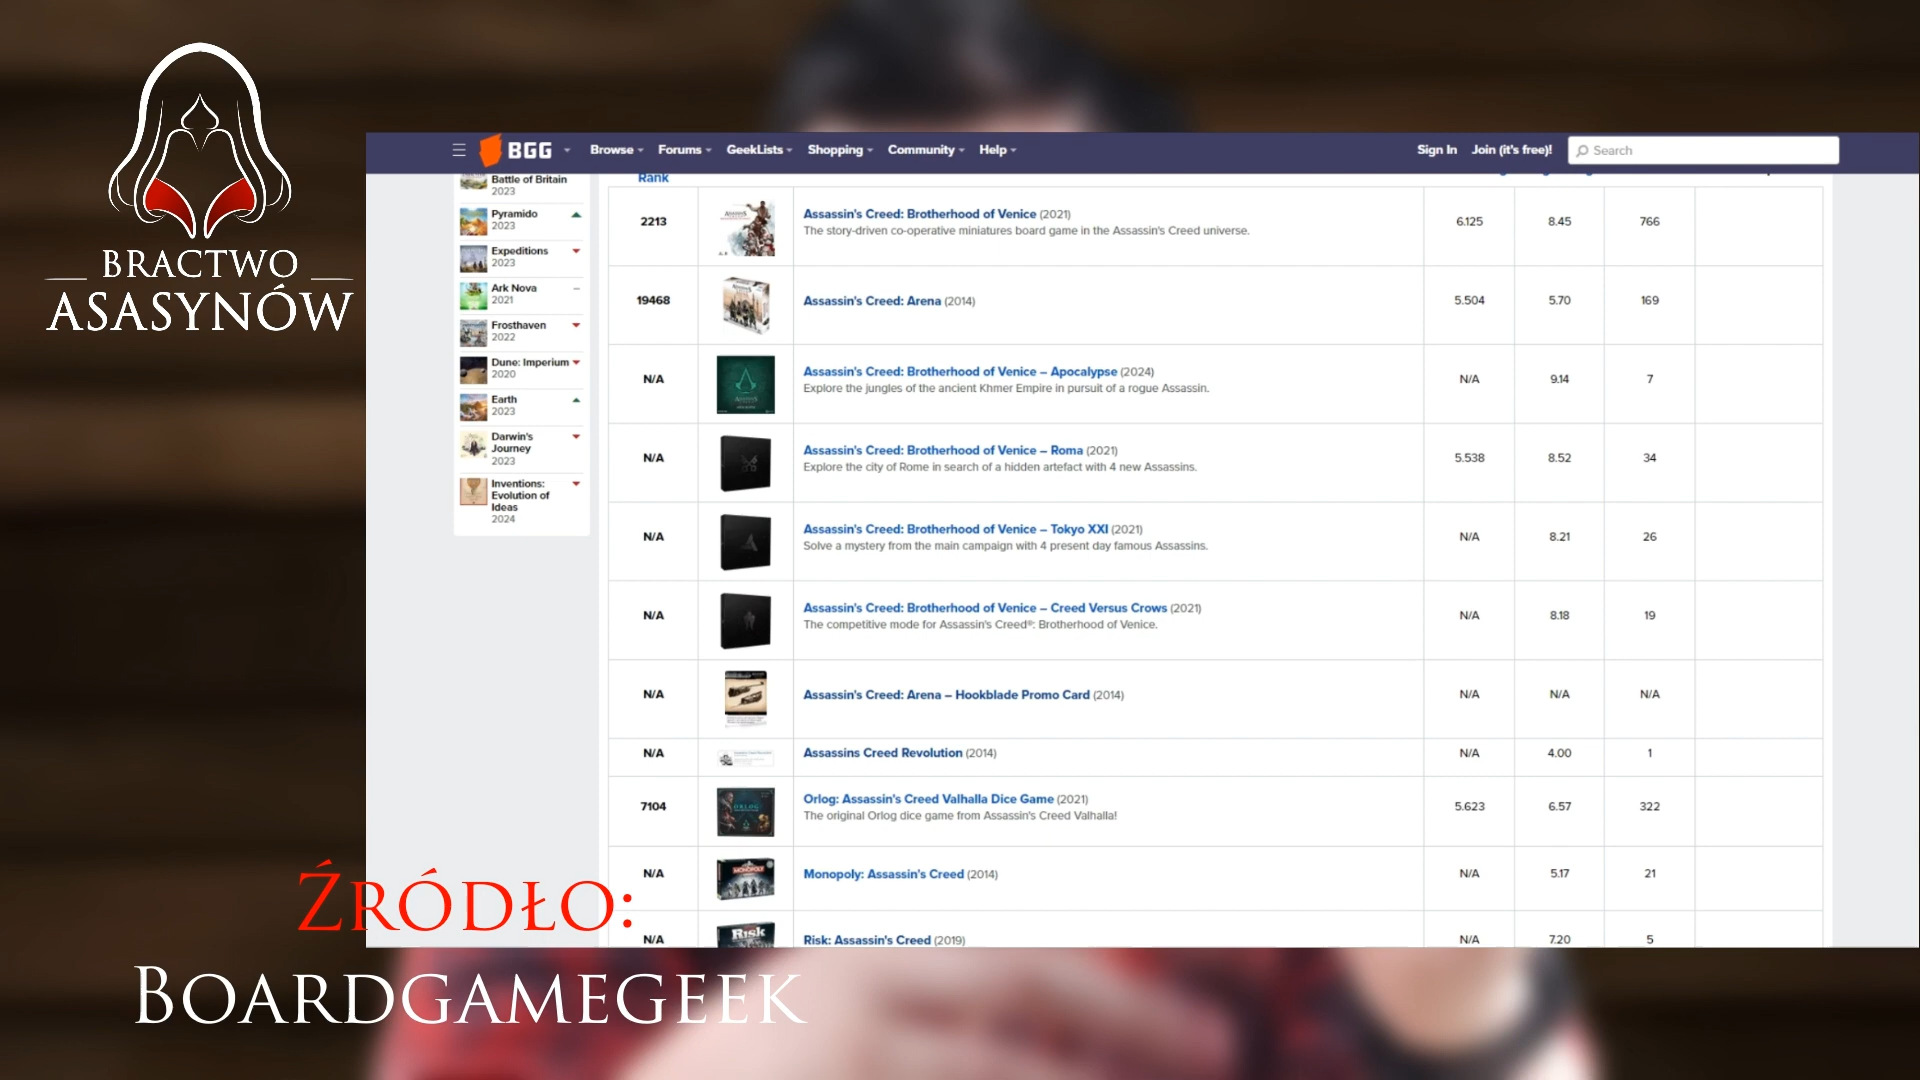 BRACTWO
ASASYNÓW
BGG Browse Forums GeekLists Shopping Community Help Sign In Join (it's free)! Search
Battle of Britain
2023
Pyramido
2023
Expeditions
2023
Ark Nova
2021
Frosthaven
2022
Dune: Imperium
2020
Earth
2023
Darwin's
Journey
2023
Inventions:
Evolution of
Ideas
2024
Rank
2213 Assassin's Creed: Brotherhood of Venice (2021) 6.125 8.45 766
The story-driven co-operative miniatures board game in the Assassin's Creed universe.
19468 Assassin's Creed: Arena (2014) 5.504 5.70 169
N/A Assassin's Creed: Brotherhood of Venice – Apocalypse (2024) N/A 9.14 7
Explore the jungles of the ancient Khmer Empire in pursuit of a rogue Assassin.
N/A Assassin's Creed: Brotherhood of Venice – Roma (2021) 5.538 8.52 34
Explore the city of Rome in search of a hidden artefact with 4 new Assassins.
N/A Assassin's Creed: Brotherhood of Venice – Tokyo XXI (2021) N/A 8.21 26
Solve a mystery from the main campaign with 4 present day famous Assassins.
N/A Assassin's Creed: Brotherhood of Venice – Creed Versus Crows (2021) N/A 8.18 19
The competitive mode for Assassin's Creed®: Brotherhood of Venice.
N/A Assassin's Creed: Arena – Hookblade Promo Card (2014) N/A N/A N/A
N/A Assassins Creed Revolution (2014) N/A 4.00 1
7104 ORLOG Orlog: Assassin's Creed Valhalla Dice Game (2021) 5.623 6.57 322
The original Orlog dice game from Assassin's Creed Valhalla!
N/A MONOPOLY Monopoly: Assassin's Creed (2014) N/A 5.17 21
N/A Risk Risk: Assassin's Creed (2019) N/A 7.20 5
Źródło:
Boardgamegeek